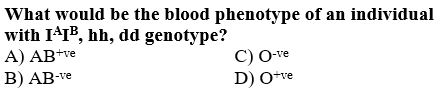 What would be the blood phenotype of an individual
with IᴬIᴮ, hh, dd genotype?
A) AB⁺ᵛᵉ C) O⁻ᵛᵉ
B) AB⁻ᵛᵉ D) O⁺ᵛᵉ